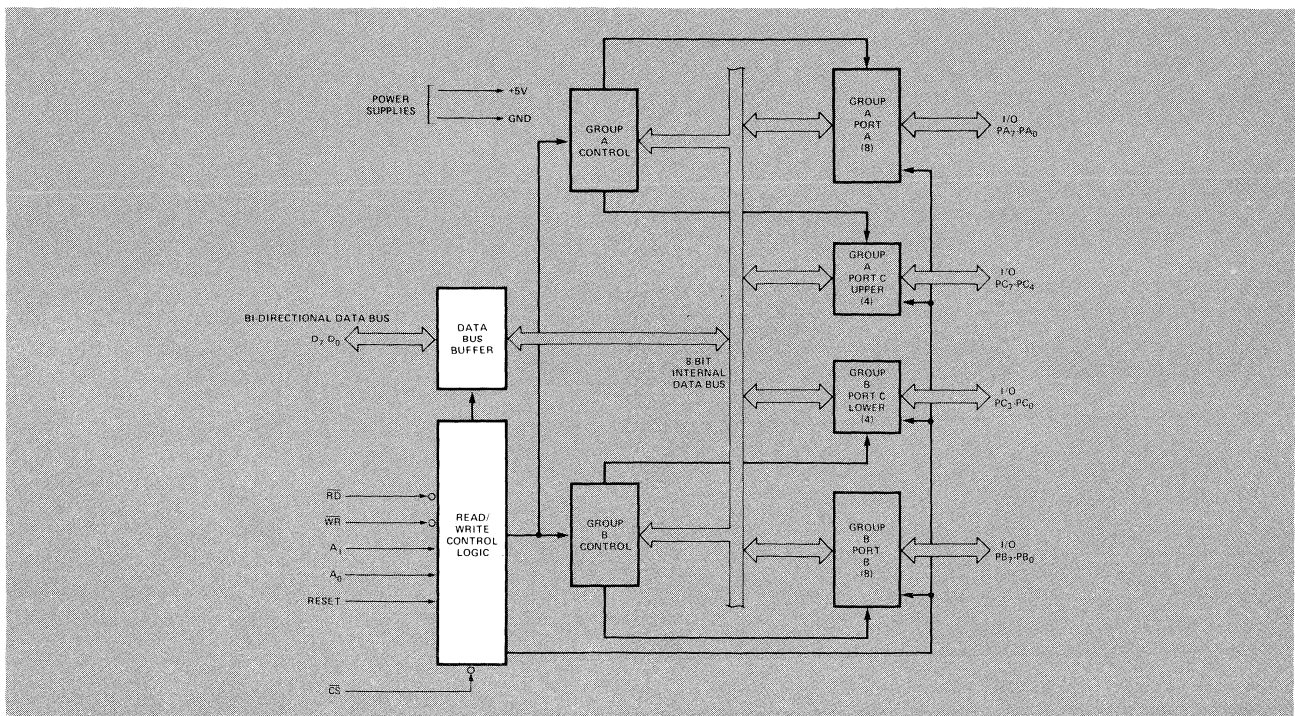 POWER
SUPPLIES
+5V
GND
GROUP
A
CONTROL
GROUP
A
PORT
A
(8)
I/O
PA7-PA0
GROUP
A
PORT C
UPPER
(4)
I/O
PC7-PC4
BI-DIRECTIONAL DATA BUS
D7 D0
DATA
BUS
BUFFER
8-BIT
INTERNAL
DATA BUS
GROUP
B
PORT C
LOWER
(4)
I/O
PC3-PC0
RD
WR
A1
A0
RESET
CS
READ/
WRITE
CONTROL
LOGIC
GROUP
B
CONTROL
GROUP
B
PORT
B
(8)
I/O
PB7-PB0